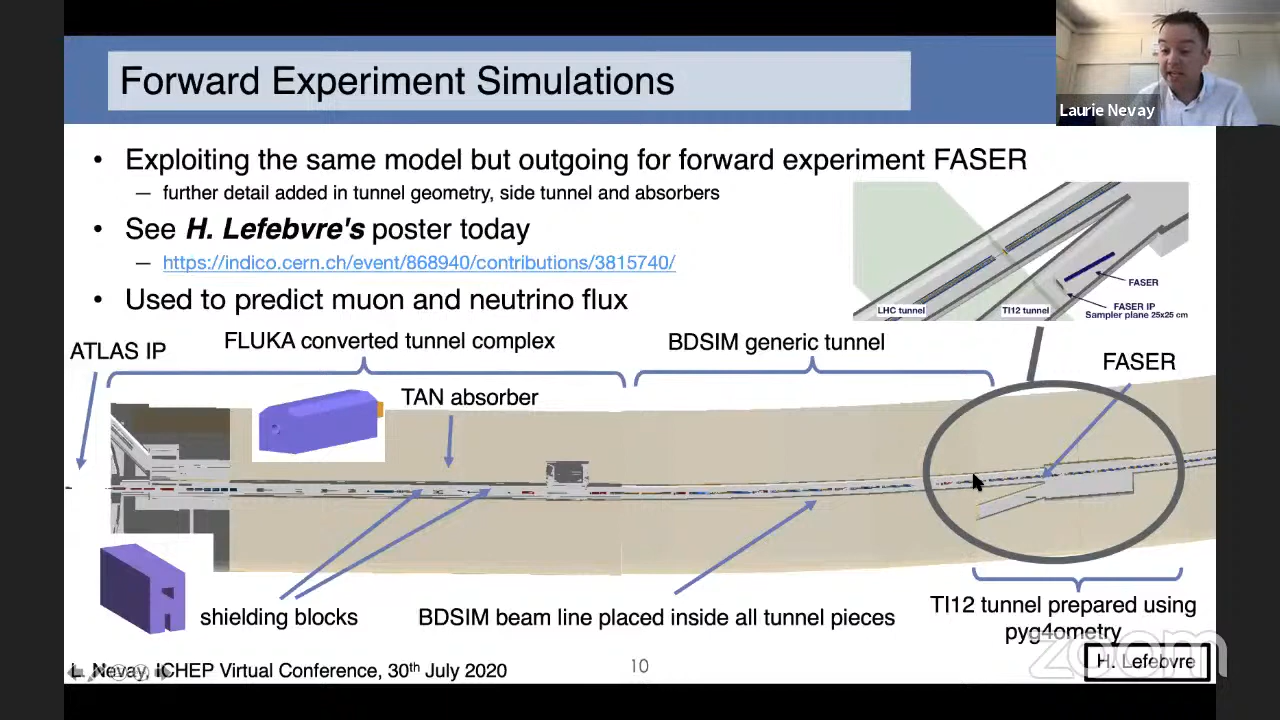 Laurie Nevay
Forward Experiment Simulations
• Exploiting the same model but outgoing for forward experiment FASER
— further detail added in tunnel geometry, side tunnel and absorbers
• See H. Lefebvre's poster today
— https://indico.cern.ch/event/868940/contributions/3815740/
• Used to predict muon and neutrino flux
FASER
LHC tunnel
TI12 tunnel
FASER IP
Sampler plane 25x25 cm
ATLAS IP
FLUKA converted tunnel complex
BDSIM generic tunnel
FASER
TAN absorber
shielding blocks
BDSIM beam line placed inside all tunnel pieces
TI12 tunnel prepared using
pyg4ometry
zoom
H. Lefebvre
L. Nevay, ICHEP Virtual Conference, 30th July 2020
10